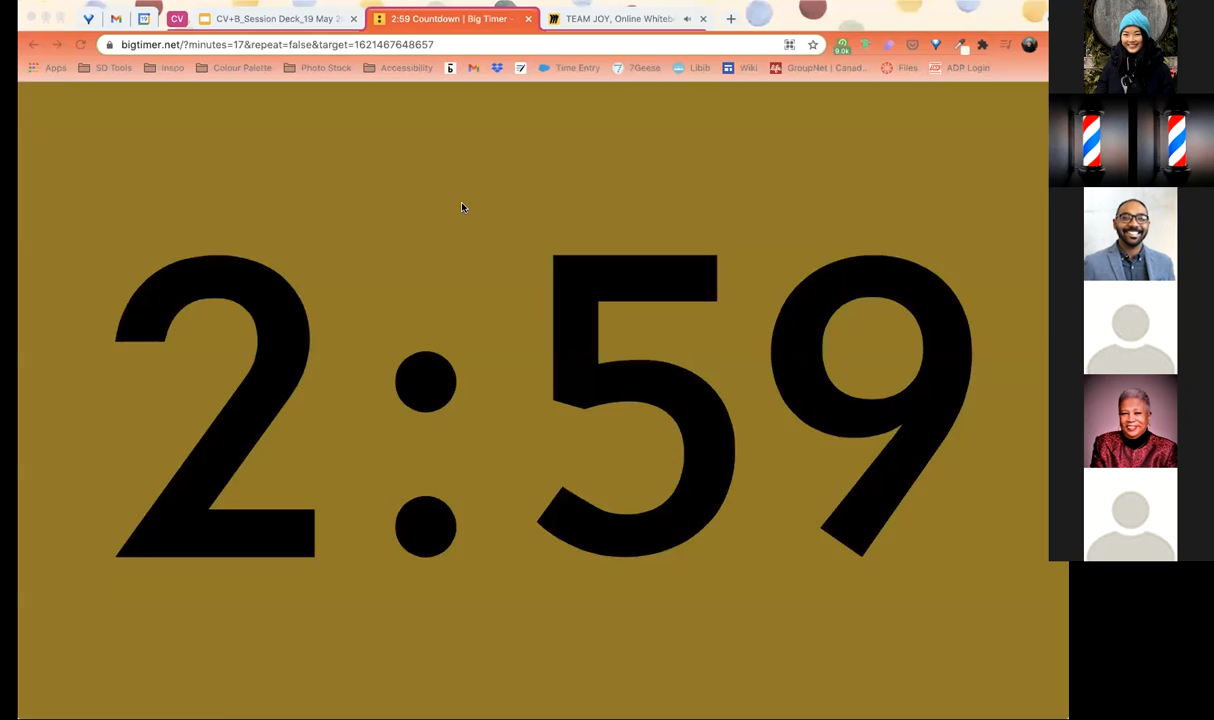 CV
CV+B_Session Deck_19 May 2
2:59 Countdown | Big Timer -
TEAM JOY, Online Whiteb
bigtimer.net/?minutes=17&repeat=false&target=1621467648657
9.0k
Apps
SD Tools
Inspo
Colour Palette
Photo Stock
Accessibility
Time Entry
7Geese
Libib
Wiki
GroupNet | Canad...
Files
ADP Login
2:59